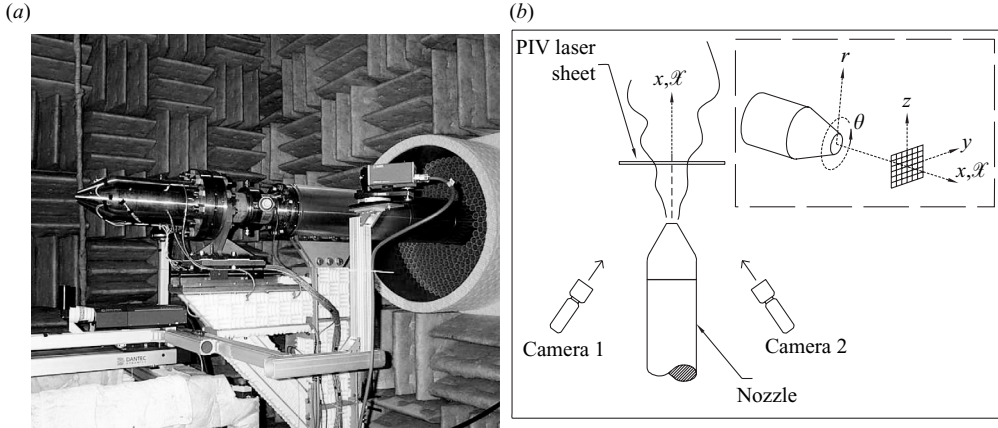 (a)
DANTEC
(b)
PIV laser
sheet
x,𝒳
r
θ
z
y
x,𝒳
Camera 1
Camera 2
Nozzle